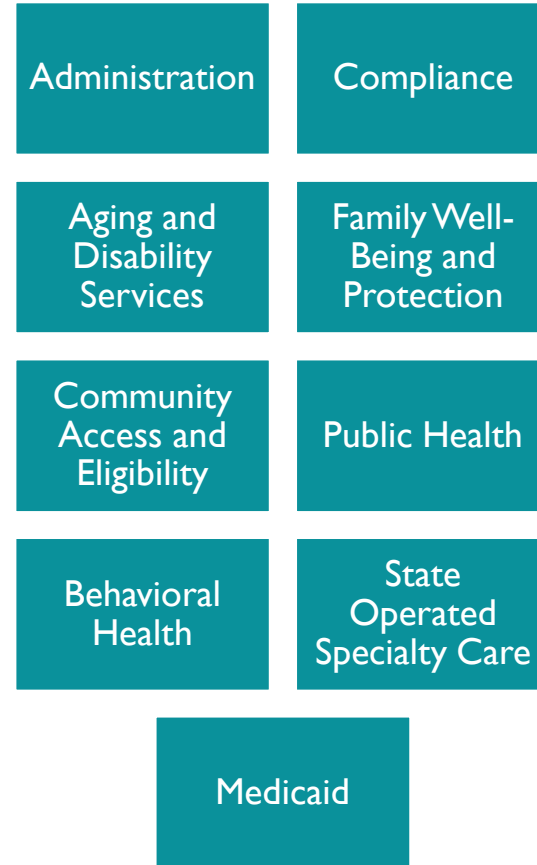 Administration
Compliance
Aging and
Disability
Services
Family Well-
Being and
Protection
Community
Access and
Eligibility
Public Health
Behavioral
Health
State
Operated
Specialty Care
Medicaid